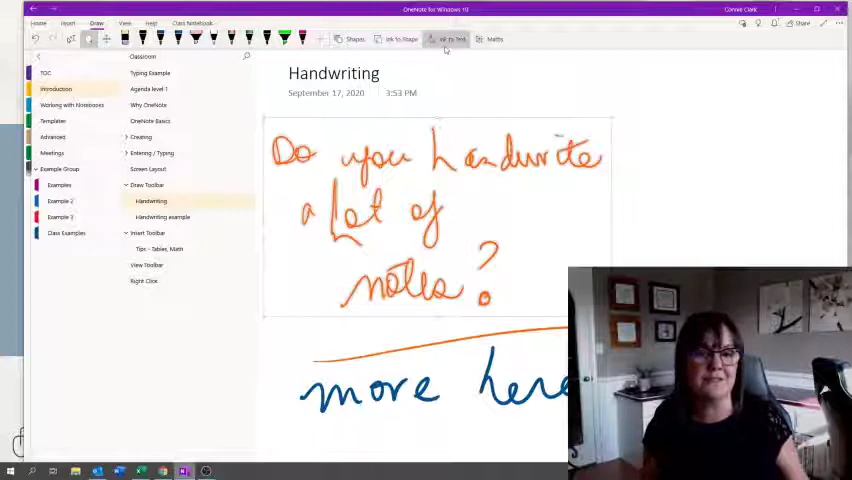 OneNote for Windows 10
Connie Clark
Home Insert Draw View Help Class Notebook
Share
Shapes Ink to Shape Ink to Text Maths
Classroom
TOC
Introduction
Working with Notebooks
Templates
Advanced
Meetings
Example Group
Examples
Example 2
Example 3
Class Examples
Typing Example
Agenda level 1
Why OneNote
OneNote Basics
Creating
Entering / Typing
Screen Layout
Draw Toolbar
Handwriting
Handwriting example
Insert Toolbar
Tips - Tables, Math
View Toolbar
Right Click
Handwriting
September 17, 2020 3:53 PM
Do you handwrite
a Lot of
notes?
more here